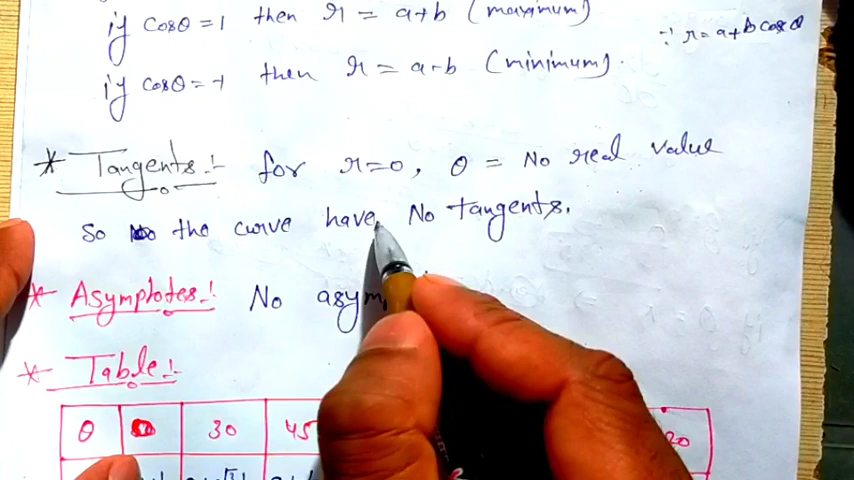 if cosθ=1 then r = a+b (maximum)
∵ r=a+b cosθ
if cosθ=-1 then r = a-b (minimum).
* Tangents:- for r=0, θ = No real value
So the curve have No tangents.
* Asymptotes:- No
* Table:-
θ 30 45